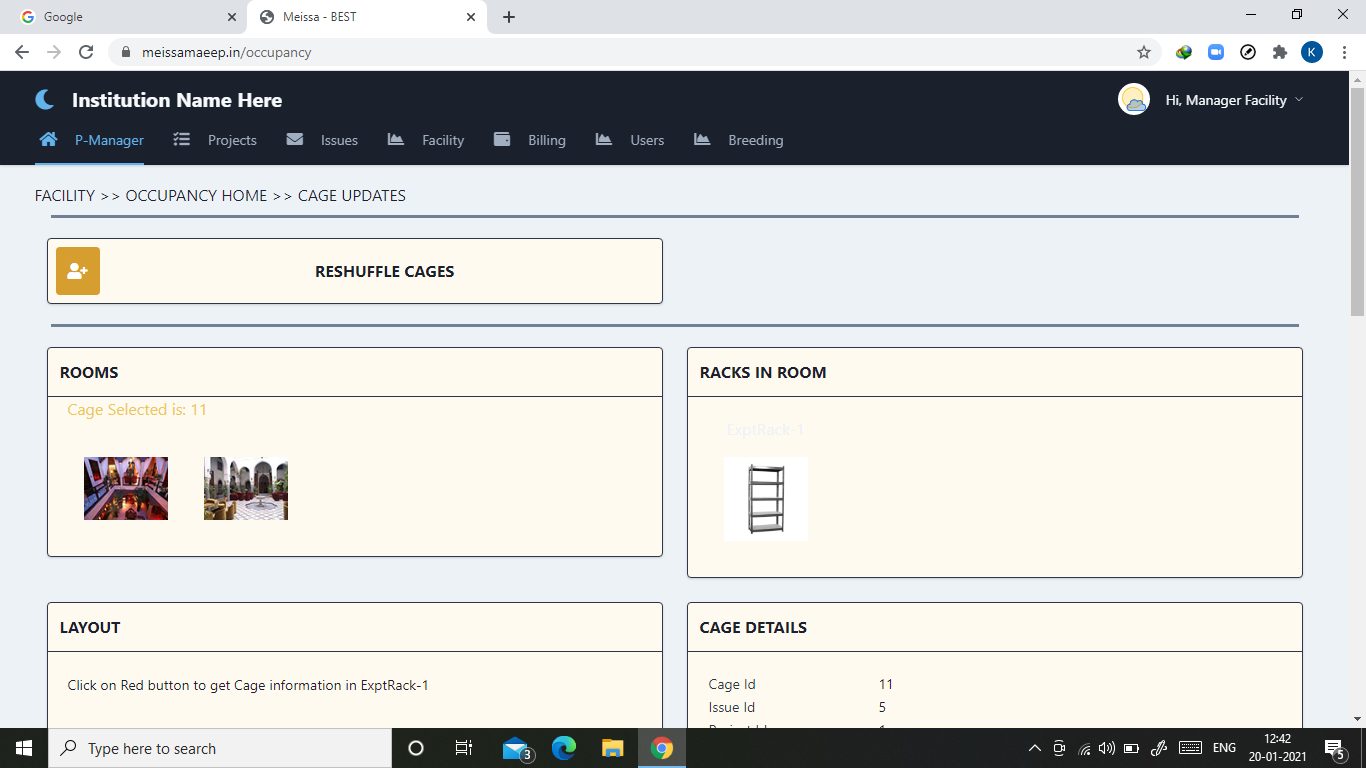 Google
Meissa - BEST
meissamaeep.in/occupancy
K
Institution Name Here
Hi, Manager Facility
P-Manager Projects Issues Facility Billing Users Breeding
FACILITY >> OCCUPANCY HOME >> CAGE UPDATES
RESHUFFLE CAGES
ROOMS
Cage Selected is: 11
RACKS IN ROOM
ExptRack-1
LAYOUT
Click on Red button to get Cage information in ExptRack-1
CAGE DETAILS
Cage Id 11
Issue Id 5
Type here to search
3
ENG
12:42
20-01-2021
5